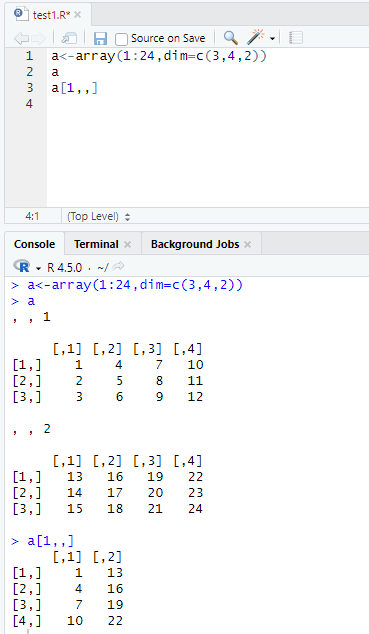 test1.R* ×
Source on Save
1 a<-array(1:24,dim=c(3,4,2))
2 a
3 a[1,,]
4
4:1 (Top Level)
Console Terminal × Background Jobs ×
R R 4.5.0 · ~/
> a<-array(1:24,dim=c(3,4,2))
> a
, , 1
     [,1] [,2] [,3] [,4]
[1,]    1    4    7   10
[2,]    2    5    8   11
[3,]    3    6    9   12
, , 2
     [,1] [,2] [,3] [,4]
[1,]   13   16   19   22
[2,]   14   17   20   23
[3,]   15   18   21   24
> a[1,,]
     [,1] [,2]
[1,]    1   13
[2,]    4   16
[3,]    7   19
[4,]   10   22